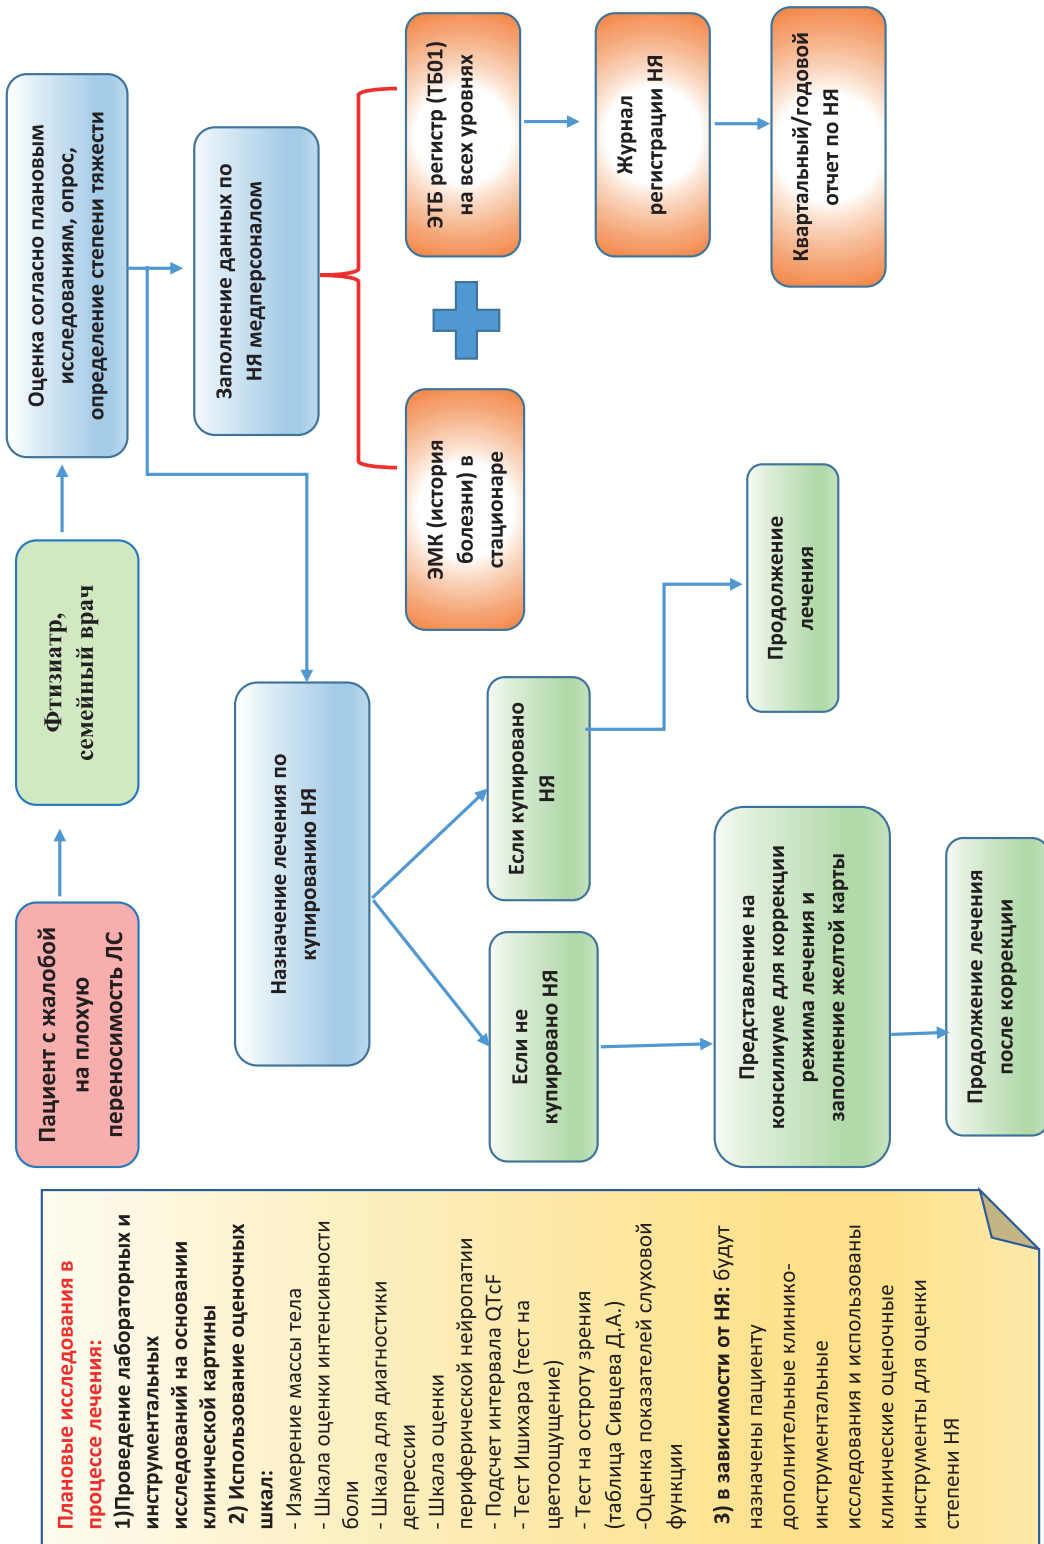 Плановые исследования в
процессе лечения:
1)Проведение лабораторных и
инструментальных
исследований на основании
клинической картины
2) Использование оценочных
шкал:
- Измерение массы тела
- Шкала оценки интенсивности
боли
- Шкала для диагностики
депрессии
- Шкала оценки
периферической нейропатии
- Подсчет интервала QTcF
- Тест Ишихара (тест на
цветоощущение)
- Тест на остроту зрения
(таблица Сивцева Д.А.)
-Оценка показателей слуховой
функции
3) в зависимости от НЯ: будут
назначены пациенту
дополнительные клинико-
инструментальные
исследования и использованы
клинические оценочные
инструменты для оценки
степени НЯ
Пациент с жалобой
на плохую
переносимость ЛС
Фтизиатр,
семейный врач
Оценка согласно плановым
исследованиям, опрос,
определение степени тяжести
Заполнение данных по
НЯ медперсоналом
Назначение лечения по
купированию НЯ
ЭМК (история
болезни) в
стационаре
ЭТБ регистр (ТБ01)
на всех уровнях
Журнал
регистрации НЯ
Квартальный/годовой
отчет по НЯ
Если не
купировано НЯ
Если купировано
НЯ
Представление на
консилиуме для коррекции
режима лечения и
заполнение желтой карты
Продолжение
лечения
Продолжение лечения
после коррекции